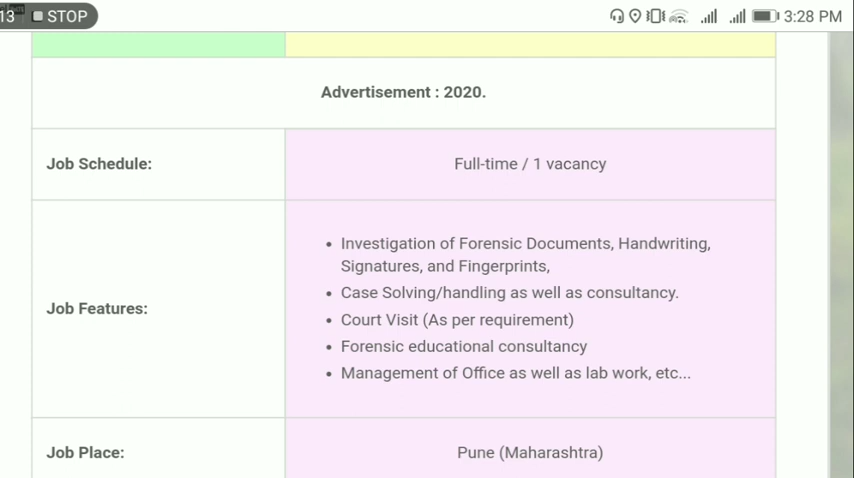 13 STOP 3:28 PM
Advertisement : 2020.
Job Schedule: Full-time / 1 vacancy
Job Features:
• Investigation of Forensic Documents, Handwriting,
Signatures, and Fingerprints,
• Case Solving/handling as well as consultancy.
• Court Visit (As per requirement)
• Forensic educational consultancy
• Management of Office as well as lab work, etc...
Job Place: Pune (Maharashtra)